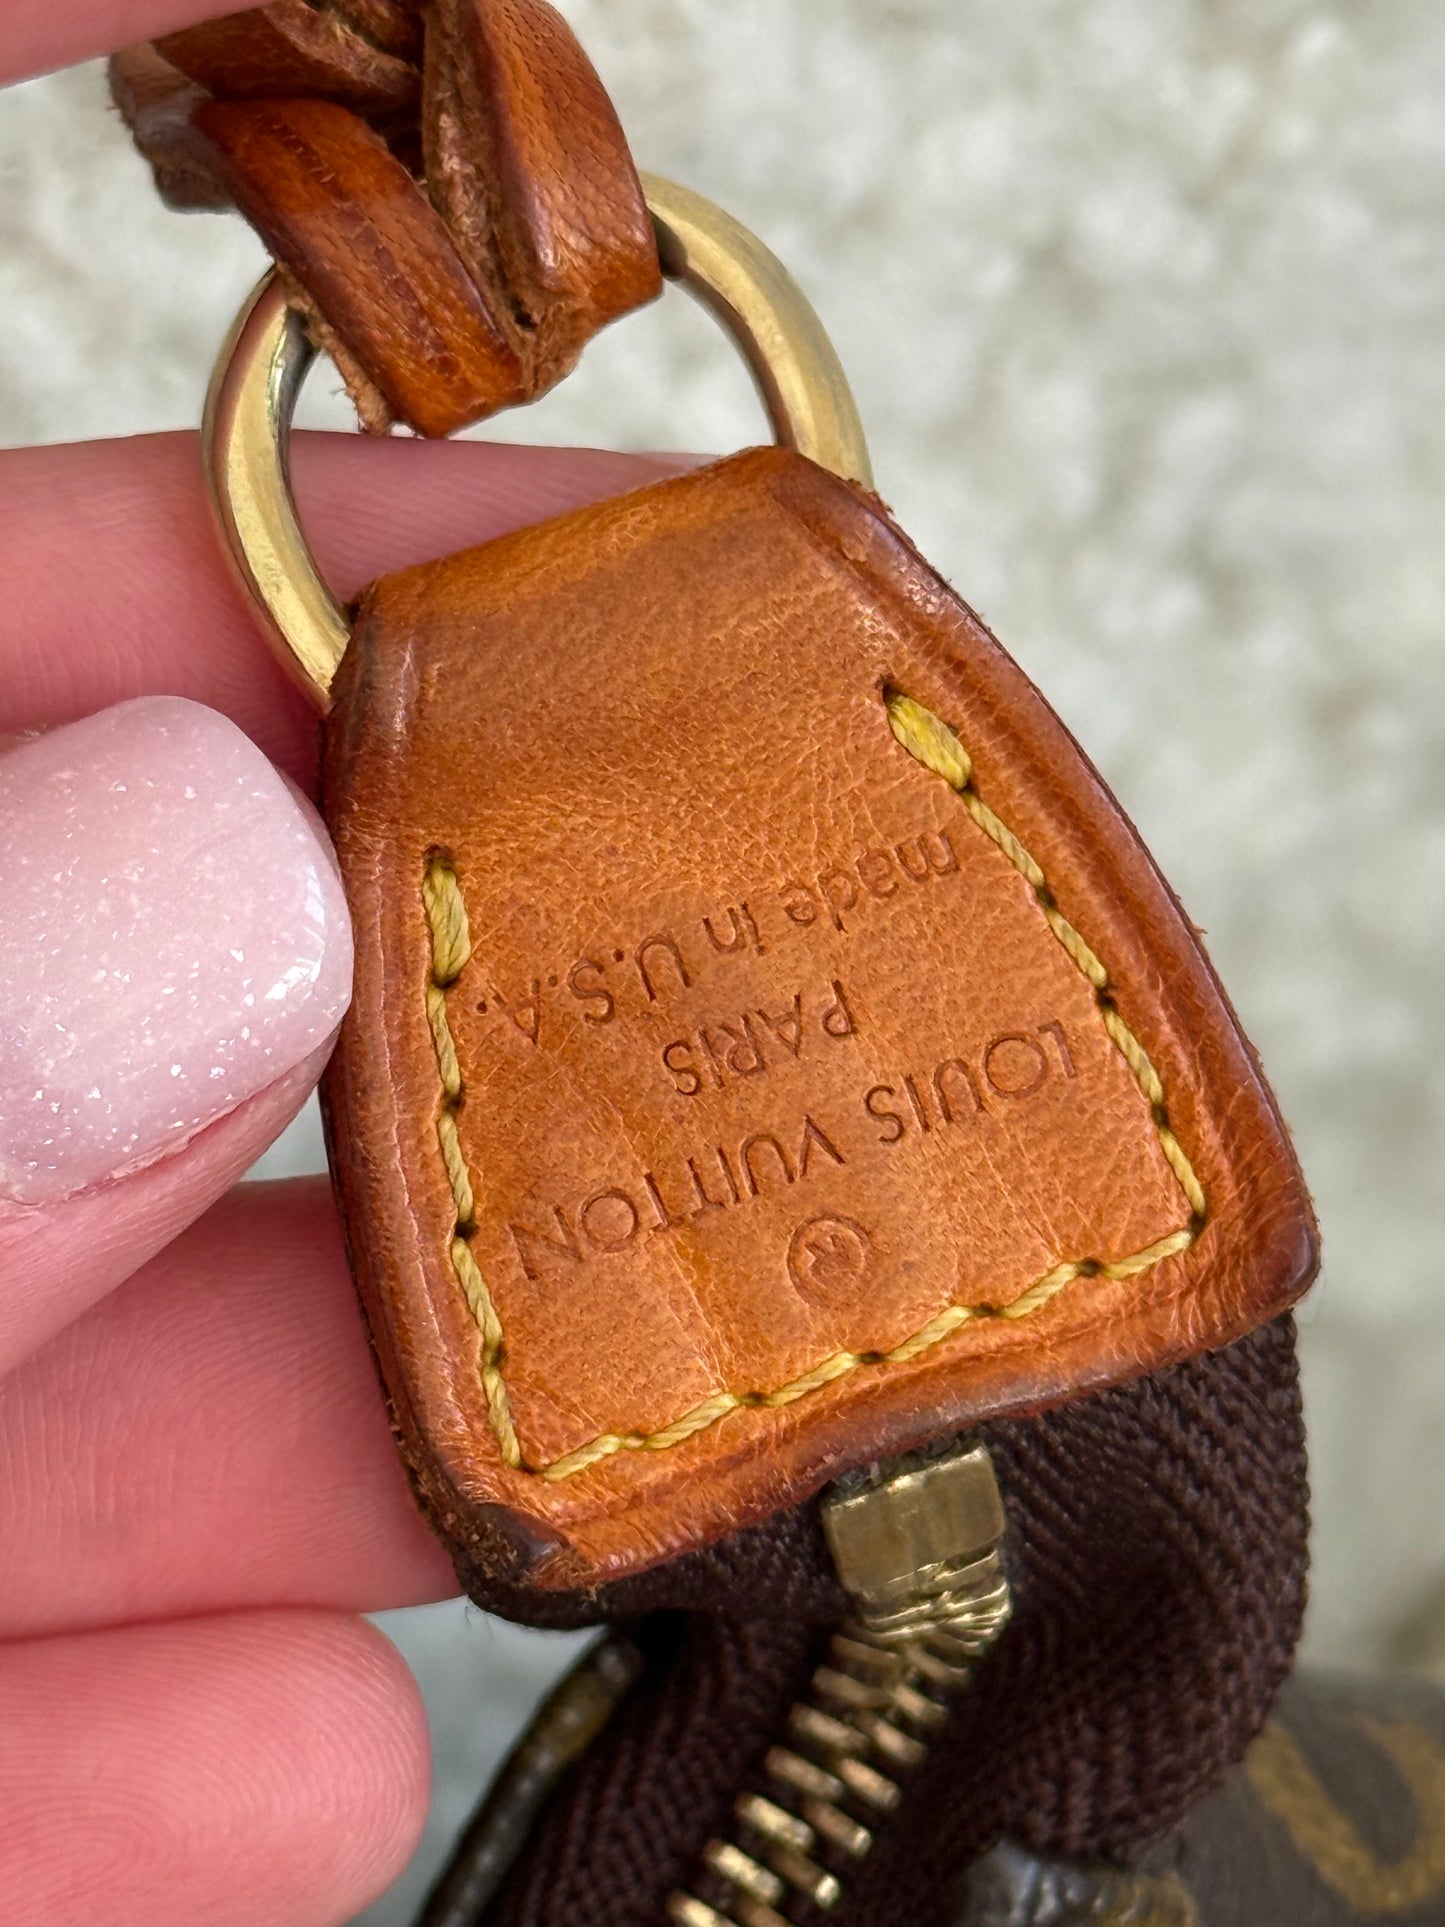 ®
LOUIS VUITTON
PARIS
made in U.S.A.